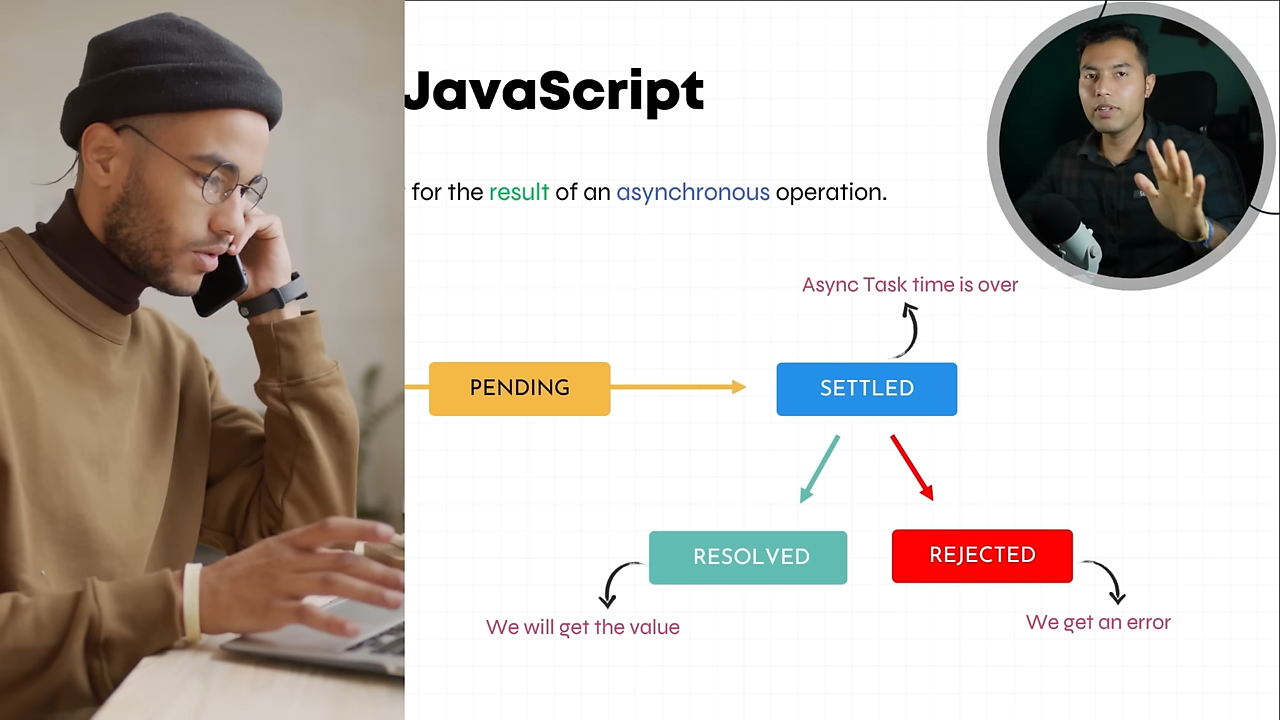 JavaScript
for the result of an asynchronous operation.
Async Task time is over
PENDING
SETTLED
RESOLVED
REJECTED
We will get the value
We get an error